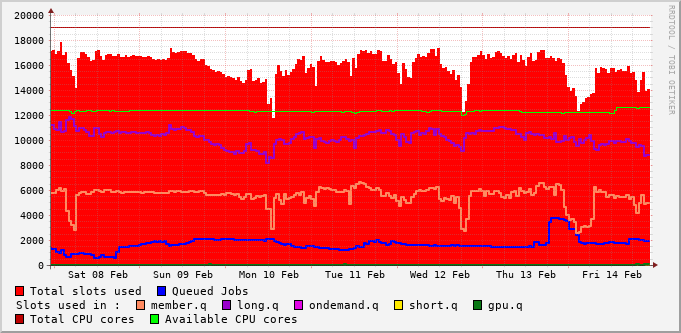 20000
18000
16000
14000
12000
10000
8000
6000
4000
2000
0
Sat 08 Feb Sun 09 Feb Mon 10 Feb Tue 11 Feb Wed 12 Feb Thu 13 Feb Fri 14 Feb
Total slots used Queued Jobs
Slots used in : member.q long.q ondemand.q short.q gpu.q
Total CPU cores Available CPU cores
RRDTOOL / TOBI OETIKER